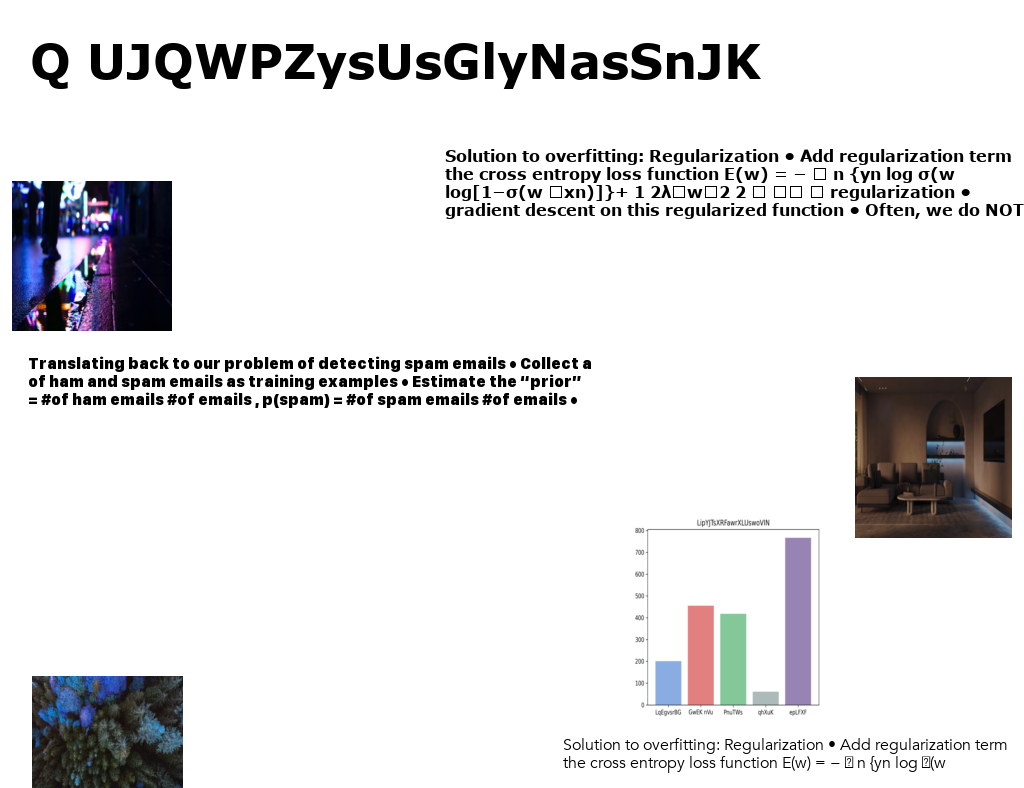 Q UJQWPZysUsGlyNasSnJK
Solution to overfitting: Regularization • Add regularization term
the cross entropy loss function E(w) = − □ n {yn log σ(w
log[1−σ(w □xn)]}+ 1 2λ□w□2 2 □ □□ □ regularization •
gradient descent on this regularized function • Often, we do NOT
Translating back to our problem of detecting spam emails • Collect a
of ham and spam emails as training examples • Estimate the “prior”
= #of ham emails #of emails , p(spam) = #of spam emails #of emails •
LipYJTsXRFawrXLUswoVIN
800
700
600
500
400
300
200
100
0
LqEgvsrBG GwEK nVu PnuTWs qhXuK epLFXF
Solution to overfitting: Regularization • Add regularization term
the cross entropy loss function E(w) = − □ n {yn log □(w